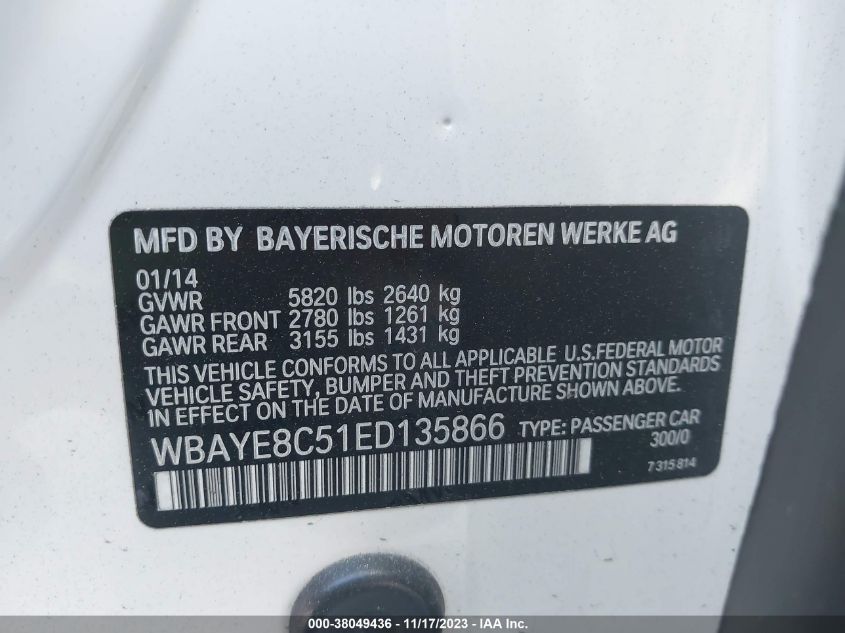 MFD BY BAYERISCHE MOTOREN WERKE AG
01/14
GVWR 5820 lbs 2640 kg
GAWR FRONT 2780 lbs 1261 kg
GAWR REAR 3155 lbs 1431 kg
THIS VEHICLE CONFORMS TO ALL APPLICABLE U.S.FEDERAL MOTOR
VEHICLE SAFETY, BUMPER AND THEFT PREVENTION STANDARDS
IN EFFECT ON THE DATE OF MANUFACTURE SHOWN ABOVE.
WBAYE8C51ED135866 TYPE: PASSENGER CAR
300/0
7 315 814
000-38049436 - 11/17/2023 - IAA Inc.